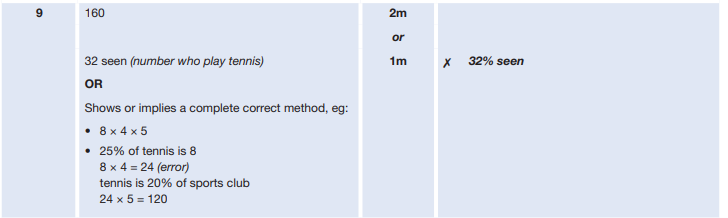 9 160 2m
or
32 seen (number who play tennis) 1m ✗ 32% seen
OR
Shows or implies a complete correct method, eg:
• 8 × 4 × 5
• 25% of tennis is 8
8 × 4 = 24 (error)
tennis is 20% of sports club
24 × 5 = 120